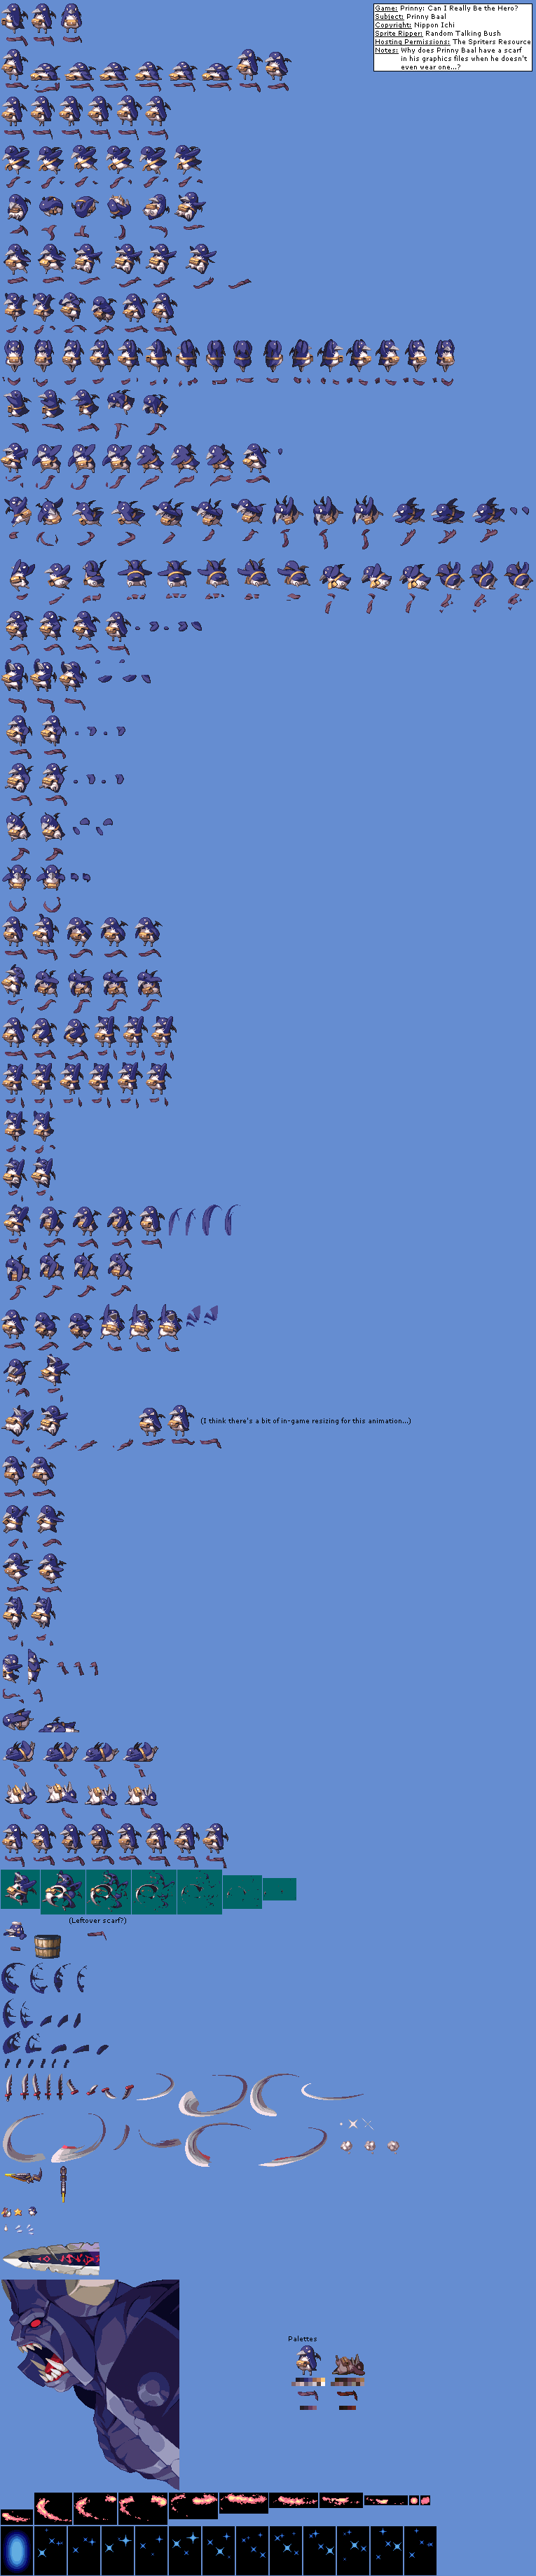 Game: Prinny: Can I Really Be the Hero?
Subject: Prinny Baal
Copyright: Nippon Ichi
Sprite Ripper: Random Talking Bush
Hosting Permissions: The Spriters Resource
Notes: Why does Prinny Baal have a scarf
in his graphics files when he doesn't
even wear one...?
(I think there's a bit of in-game resizing for this animation...)
(Leftover scarf?)
Palettes